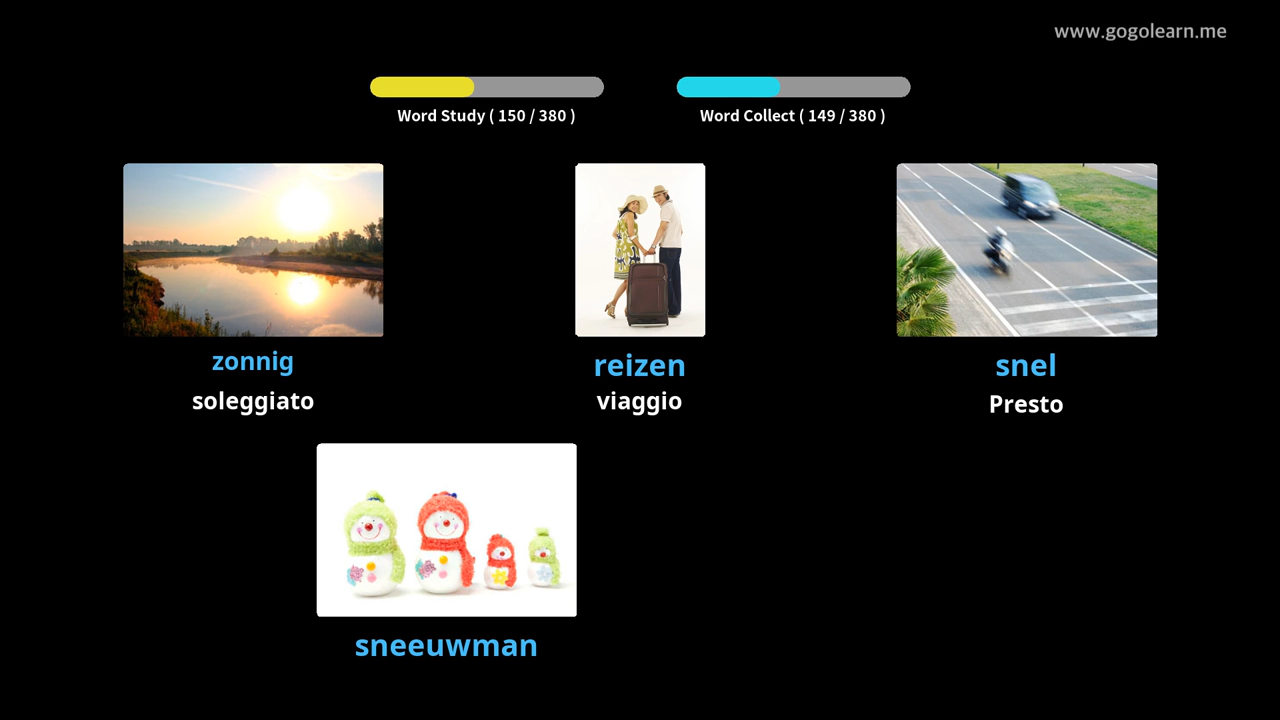 www.gogolearn.me
Word Study ( 150 / 380 )
Word Collect ( 149 / 380 )
zonnig
soleggiato
reizen
viaggio
snel
Presto
sneeuwman